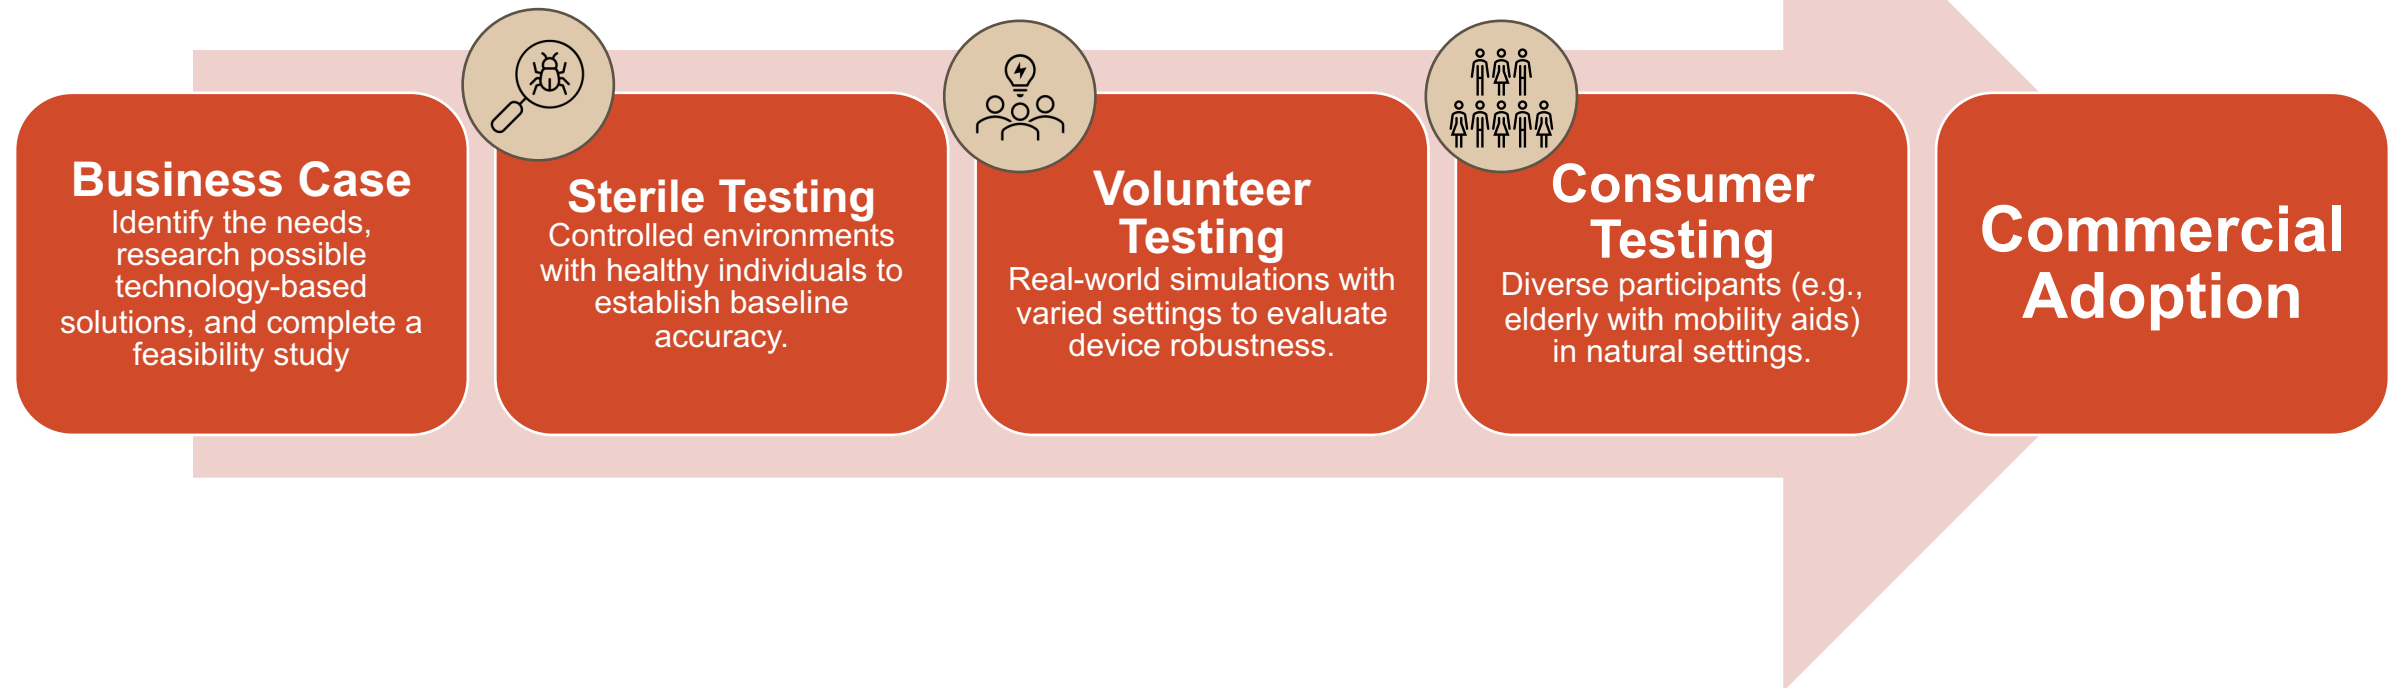 Business Case
Identify the needs,
research possible
technology-based
solutions, and complete a
feasibility study
Sterile Testing
Controlled environments
with healthy individuals to
establish baseline
accuracy.
Volunteer
Testing
Real-world simulations with
varied settings to evaluate
device robustness.
Consumer
Testing
Diverse participants (e.g.,
elderly with mobility aids)
in natural settings.
Commercial
Adoption